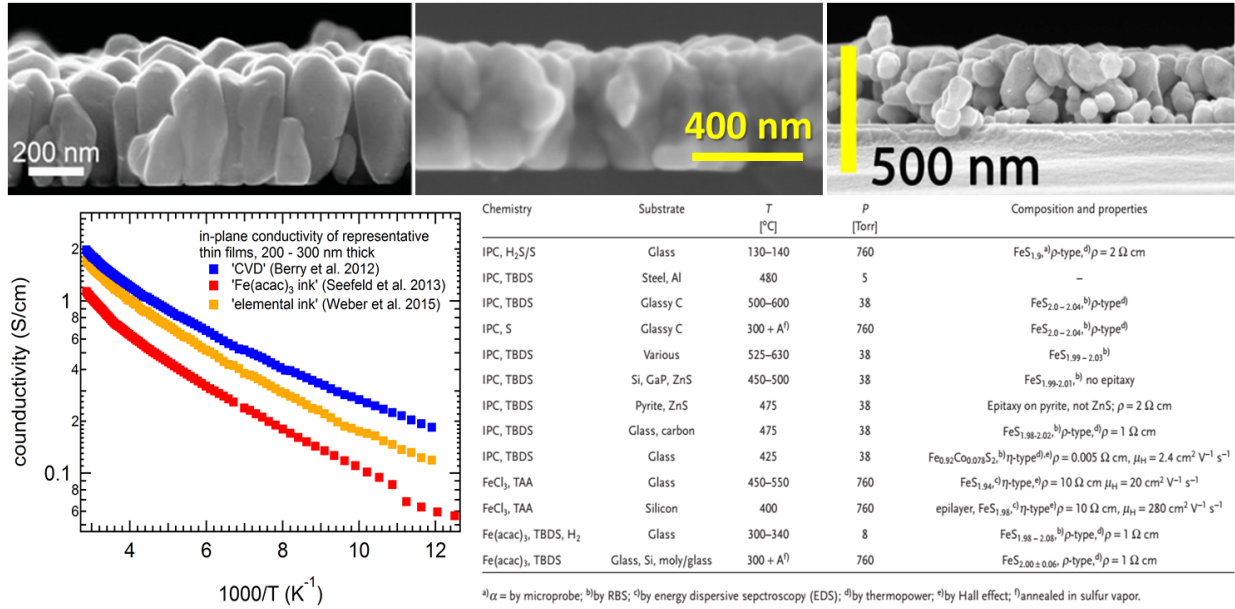 200 nm
400 nm
500 nm
in-plane conductivity of representative
thin films, 200 - 300 nm thick
'CVD' (Berry et al. 2012)
'Fe(acac)3 ink' (Seefeld et al. 2013)
'elemental ink' (Weber et al. 2015)
counductivity (S/cm)
2
1
6
4
2
0.1
8
6
4 6 8 10 12
1000/T (K-1)
Chemistry Substrate T P Composition and properties
[°C] [Torr]
IPC, H2S/S Glass 130–140 760 FeS1.9,a)ρ-type,d)ρ = 2 Ω cm
IPC, TBDS Steel, Al 480 5 –
IPC, TBDS Glassy C 500–600 38 FeS2.0 – 2.04,b)ρ-typed)
IPC, S Glassy C 300 + Af) 760 FeS2.0 – 2.04,b)ρ-typed)
IPC, TBDS Various 525–630 38 FeS1.99 – 2.03b)
IPC, TBDS Si, GaP, ZnS 450–500 38 FeS1.99-2.01,b) no epitaxy
IPC, TBDS Pyrite, ZnS 475 38 Epitaxy on pyrite, not ZnS; ρ = 2 Ω cm
IPC, TBDS Glass, carbon 475 38 FeS1.98-2.02,b)ρ-type,d)ρ = 1 Ω cm
IPC, TBDS Glass 425 38 Fe0.92Co0.078S2,b)η-typed),e)ρ = 0.005 Ω cm, μH = 2.4 cm2 V–1 s–1
FeCl3, TAA Glass 450–550 760 FeS1.94,c)η-type,e)ρ = 10 Ω cm μH = 20 cm2 V–1 s–1
FeCl3, TAA Silicon 400 760 epilayer, FeS1.98,c)η-typee)ρ = 10 Ω cm, μH = 280 cm2 V–1 s–1
Fe(acac)3, TBDS, H2 Glass 300–340 8 FeS1.98 – 2.08,b)ρ-type,d)ρ = 1 Ω cm
Fe(acac)3, TBDS Glass, Si, moly/glass 300 + Af) 760 FeS2.00 ± 0.06, ρ-type,d)ρ = 1 Ω cm
a)α = by microprobe; b)by RBS; c)by energy dispersive septctroscopy (EDS); d)by thermopower; e)by Hall effect; f)annealed in sulfur vapor.